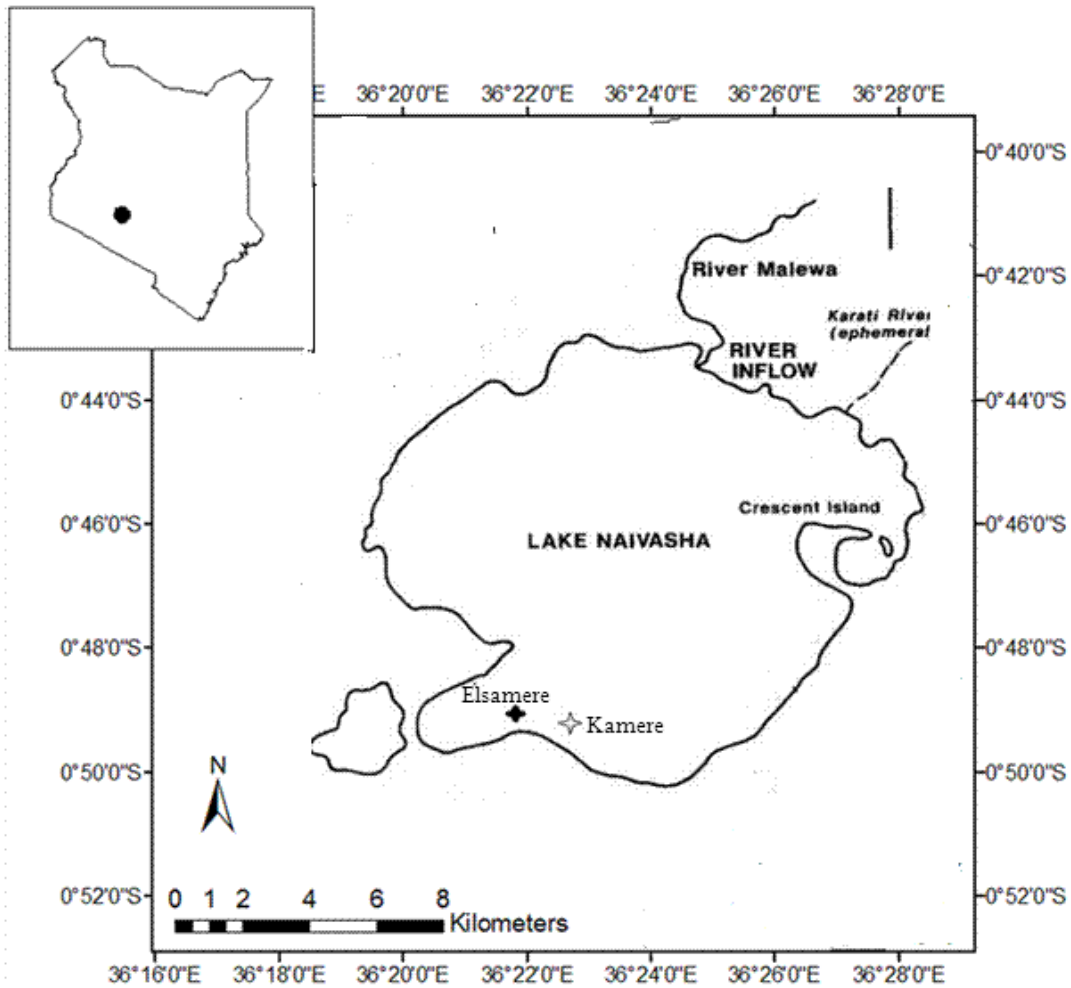 E 36°20'0"E 36°22'0"E 36°24'0"E 36°26'0"E 36°28'0"E
0°40'0"S
0°42'0"S
River Malewa
Karati River
(ephemeral
RIVER
INFLOW
0°44'0"S 0°44'0"S
Crescent Island
0°46'0"S 0°46'0"S
LAKE NAIVASHA
0°48'0"S 0°48'0"S
Elsamere
Kamere
0°50'0"S 0°50'0"S
N
0°52'0"S 0°52'0"S
0 1 2 4 6 8
Kilometers
36°16'0"E 36°18'0"E 36°20'0"E 36°22'0"E 36°24'0"E 36°26'0"E 36°28'0"E